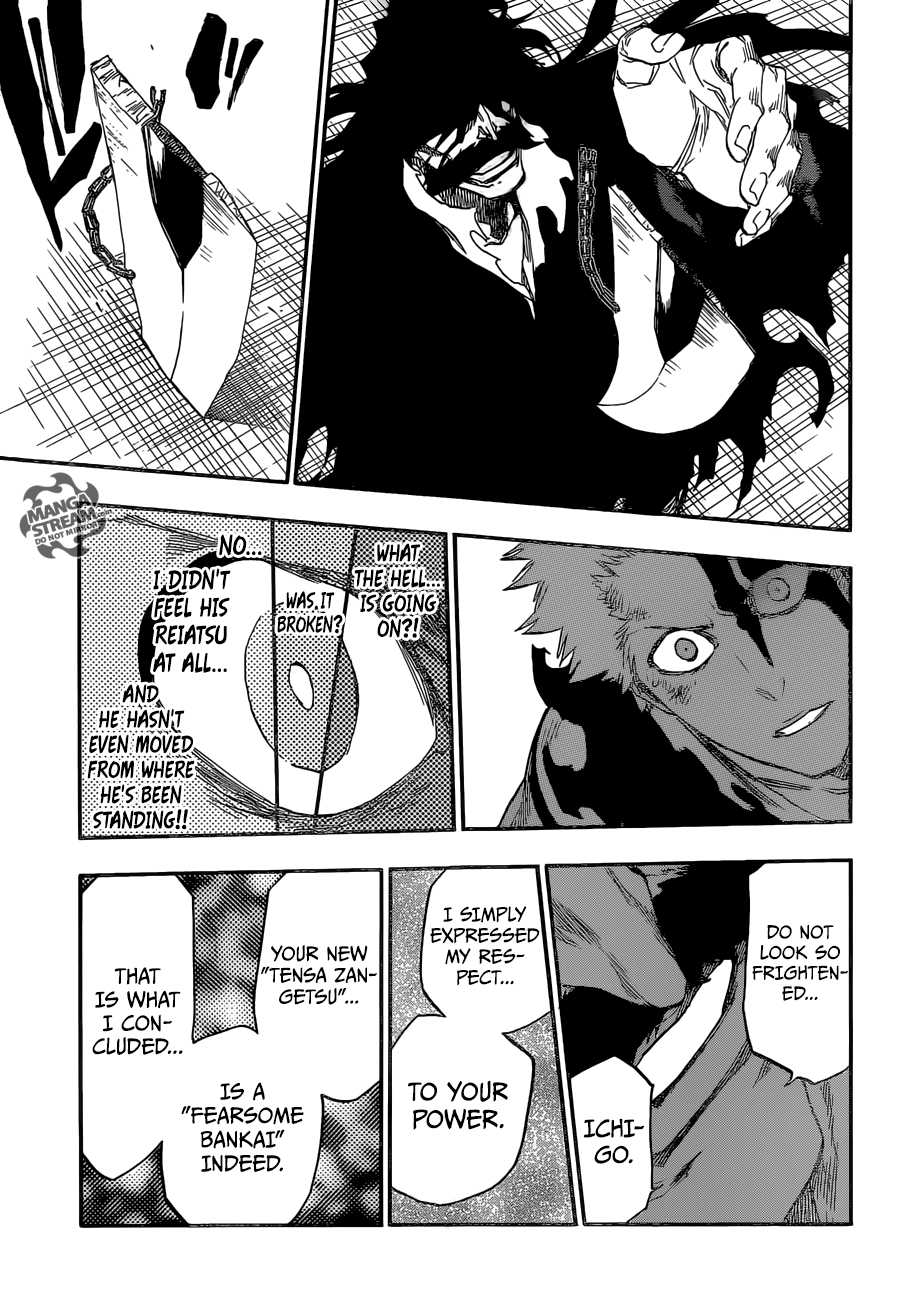 MANGA
STREAM
DO NOT MIRROR
WHAT
THE HELL...
IS GOING
ON?!
WAS IT
BROKEN?
NO...
I DIDN'T
FEEL HIS
REIATSU
AT ALL...
AND
HE HASN'T
EVEN MOVED
FROM WHERE
HE'S BEEN
STANDING!!
DO NOT
LOOK SO
FRIGHTEN-
ED...
ICHI-
GO.
I SIMPLY
EXPRESSED
MY RES-
PECT...
TO YOUR
POWER.
YOUR NEW
"TENSA ZAN-
GETSU"...
IS A
"FEARSOME
BANKAI"
INDEED.
THAT
IS WHAT
I CON-
CLUDED...